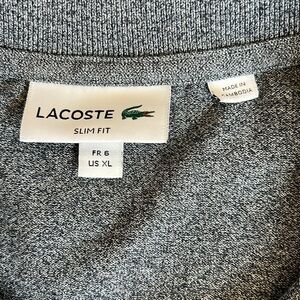 LACOSTE
SLIM FIT
FR 6
US XL
MADE IN
CAMBODIA